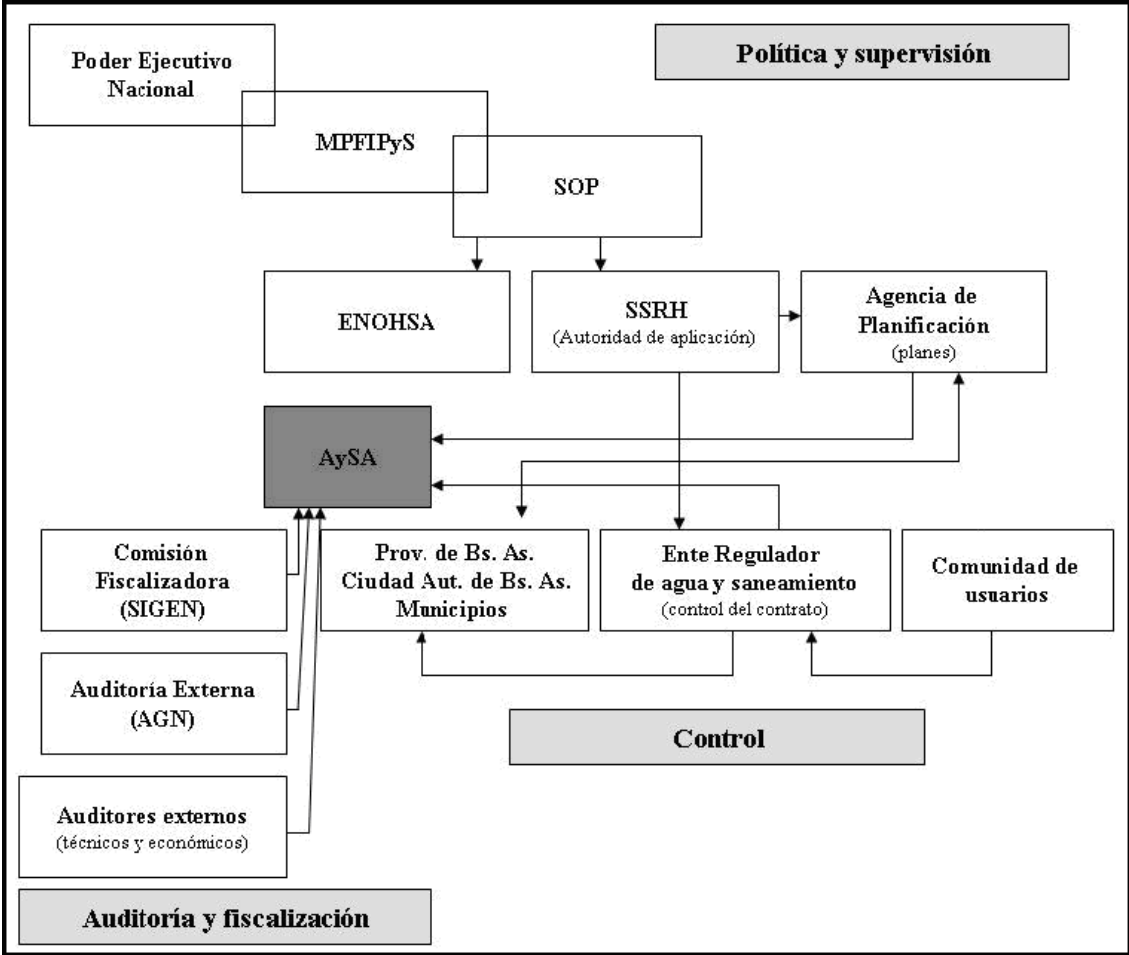 Poder Ejecutivo
Nacional
Política y supervisión
MPFIPyS
SOP
ENOHSA
SSRH
(Autoridad de aplicación)
Agencia de
Planificación
(planes)
AySA
Comisión
Fiscalizadora
(SIGEN)
Prov. de Bs. As.
Ciudad Aut. de Bs. As.
Municipios
Ente Regulador
de agua y saneamiento
(control del contrato)
Comunidad de
usuarios
Auditoría Externa
(AGN)
Control
Auditores externos
(técnicos y económicos)
Auditoría y fiscalización